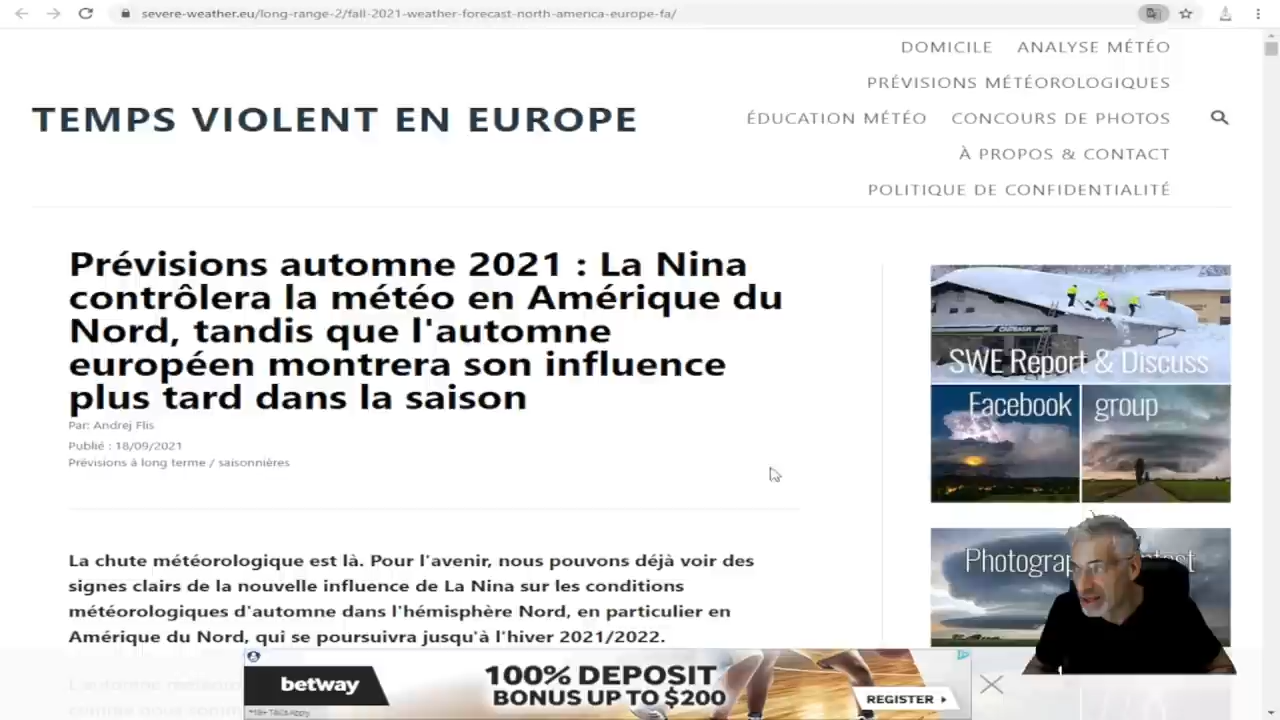 severe-weather.eu/long-range-2/fall-2021-weather-forecast-north-america-europe-fa/
DOMICILE ANALYSE MÉTÉO
PRÉVISIONS MÉTÉOROLOGIQUES
TEMPS VIOLENT EN EUROPE
ÉDUCATION MÉTÉO CONCOURS DE PHOTOS
À PROPOS & CONTACT
POLITIQUE DE CONFIDENTIALITÉ
Prévisions automne 2021 : La Nina
contrôlera la météo en Amérique du
Nord, tandis que l'automne
européen montrera son influence
plus tard dans la saison
Par: Andrej Flis
Publié : 18/09/2021
Prévisions à long terme / saisonnières
La chute météorologique est là. Pour l'avenir, nous pouvons déjà voir des
signes clairs de la nouvelle influence de La Nina sur les conditions
météorologiques d'automne dans l'hémisphère Nord, en particulier en
Amérique du Nord, qui se poursuivra jusqu'à l'hiver 2021/2022.
SWE Report & Discuss
Facebook group
betway
100% DEPOSIT
BONUS UP TO $200
REGISTER